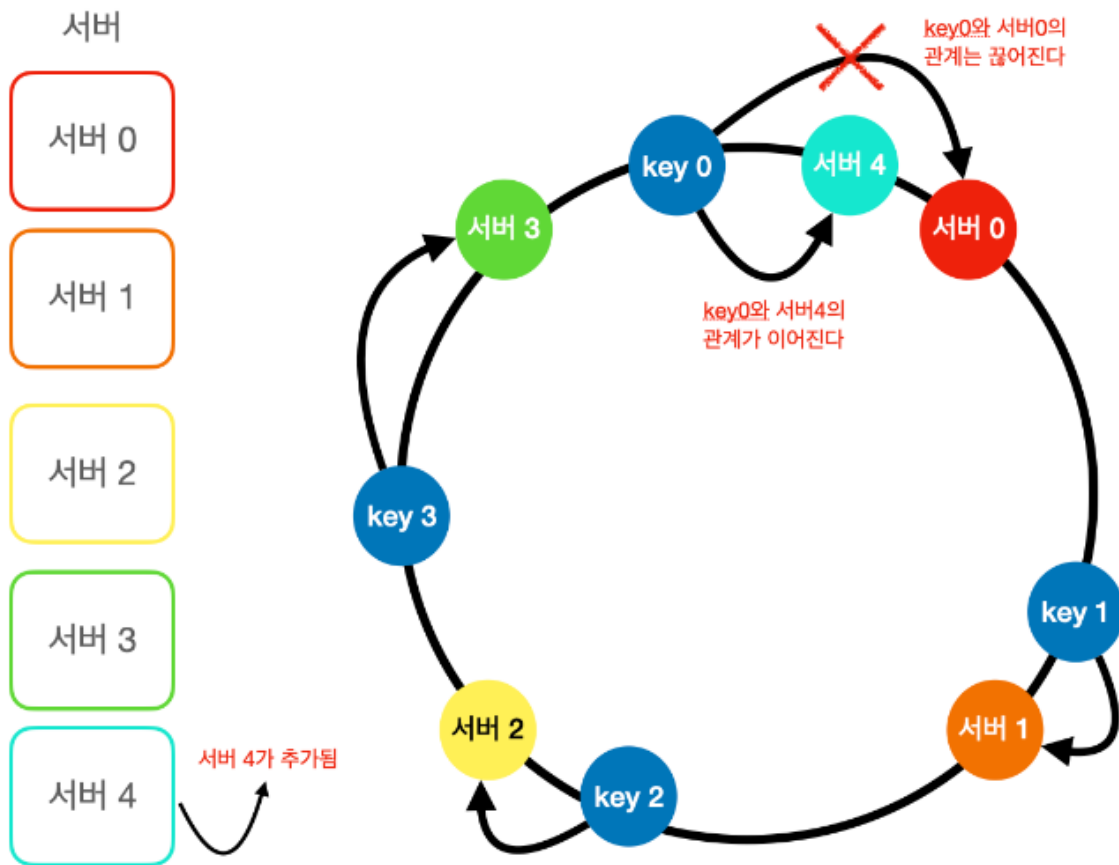 서버
서버 0
서버 1
서버 2
서버 3
서버 4
서버 4가 추가됨
key0와 서버0의
관계는 끊어진다
key 0
서버 4
서버 3
서버 0
key0와 서버4의
관계가 이어진다
key 3
key 1
서버 2
서버 1
key 2